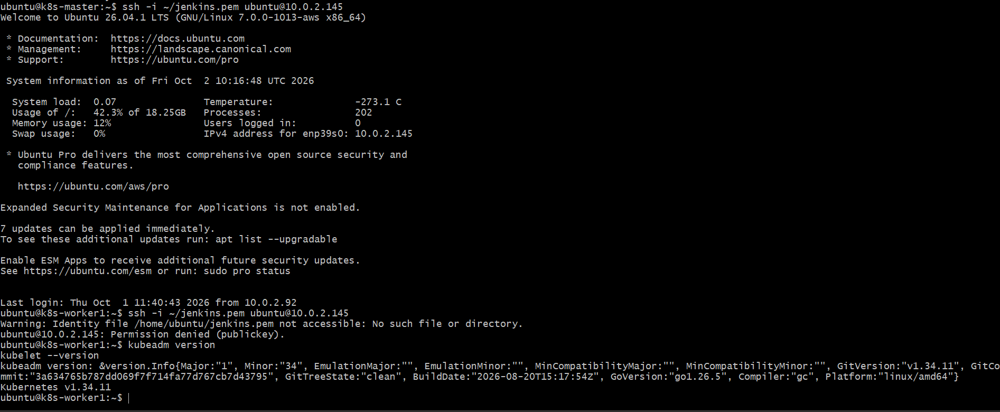 ubuntu@k8s-master:~$ ssh -i ~/jenkins.pem ubuntu@10.0.2.145
Welcome to Ubuntu 26.04.1 LTS (GNU/Linux 7.0.0-1013-aws x86_64)
* Documentation:  https://docs.ubuntu.com
* Management:     https://landscape.canonical.com
* Support:        https://ubuntu.com/pro
System information as of Fri Oct  2 10:16:48 UTC 2026
System load:  0.07               Temperature:              -273.1 C
Usage of /:   42.3% of 18.25GB   Processes:                202
Memory usage: 12%                Users logged in:          0
Swap usage:   0%                 IPv4 address for enp39s0: 10.0.2.145
* Ubuntu Pro delivers the most comprehensive open source security and
compliance features.
https://ubuntu.com/aws/pro
Expanded Security Maintenance for Applications is not enabled.
7 updates can be applied immediately.
To see these additional updates run: apt list --upgradable
Enable ESM Apps to receive additional future security updates.
See https://ubuntu.com/esm or run: sudo pro status
Last login: Thu Oct  1 11:40:43 2026 from 10.0.2.92
ubuntu@k8s-worker1:~$ ssh -i ~/jenkins.pem ubuntu@10.0.2.145
Warning: Identity file /home/ubuntu/jenkins.pem not accessible: No such file or directory.
ubuntu@10.0.2.145: Permission denied (publickey).
ubuntu@k8s-worker1:~$ kubeadm version
kubelet --version
kubeadm version: &version.Info{Major:"1", Minor:"34", EmulationMajor:"", EmulationMinor:"", MinCompatibilityMajor:"", MinCompatibilityMinor:"", GitVersion:"v1.34.11", GitCo
mmit:"3a634765b787dd069f7f714fa77d767cb7d43795", GitTreeState:"clean", BuildDate:"2026-08-20T15:17:54Z", GoVersion:"go1.26.5", Compiler:"gc", Platform:"linux/amd64"}
Kubernetes v1.34.11
ubuntu@k8s-worker1:~$